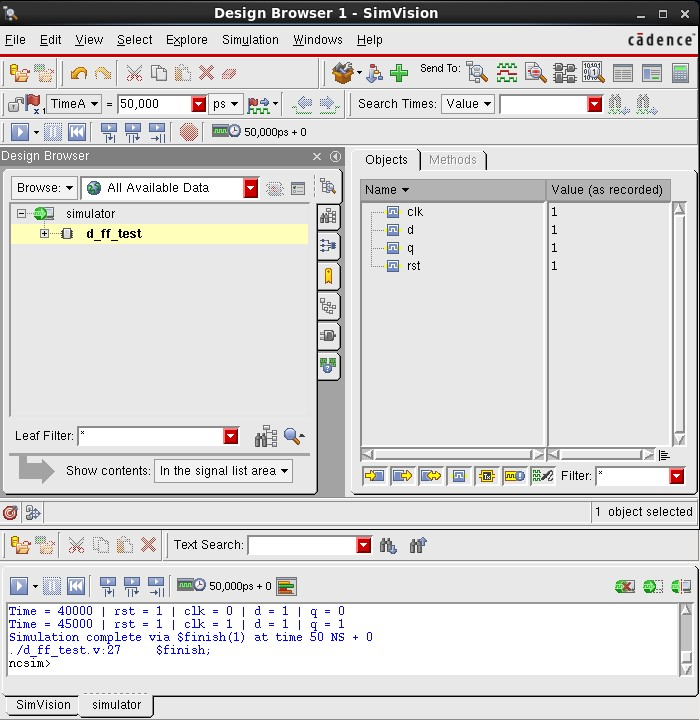 Design Browser 1 - SimVision
File Edit View Select Explore Simulation Windows Help cādence
Send To:
TimeA = 50,000 ps Search Times: Value
50,000ps + 0
Design Browser
Browse: All Available Data
simulator
d_ff_test
Leaf Filter: *
Show contents: In the signal list area
Objects Methods
Name Value (as recorded)
clk 1
d 1
q 1
rst 1
Filter: *
1 object selected
Text Search:
50,000ps + 0
Time = 40000 | rst = 1 | clk = 0 | d = 1 | q = 0
Time = 45000 | rst = 1 | clk = 1 | d = 1 | q = 1
Simulation complete via $finish(1) at time 50 NS + 0
./d_ff_test.v:27 $finish;
ncsim>
SimVision simulator